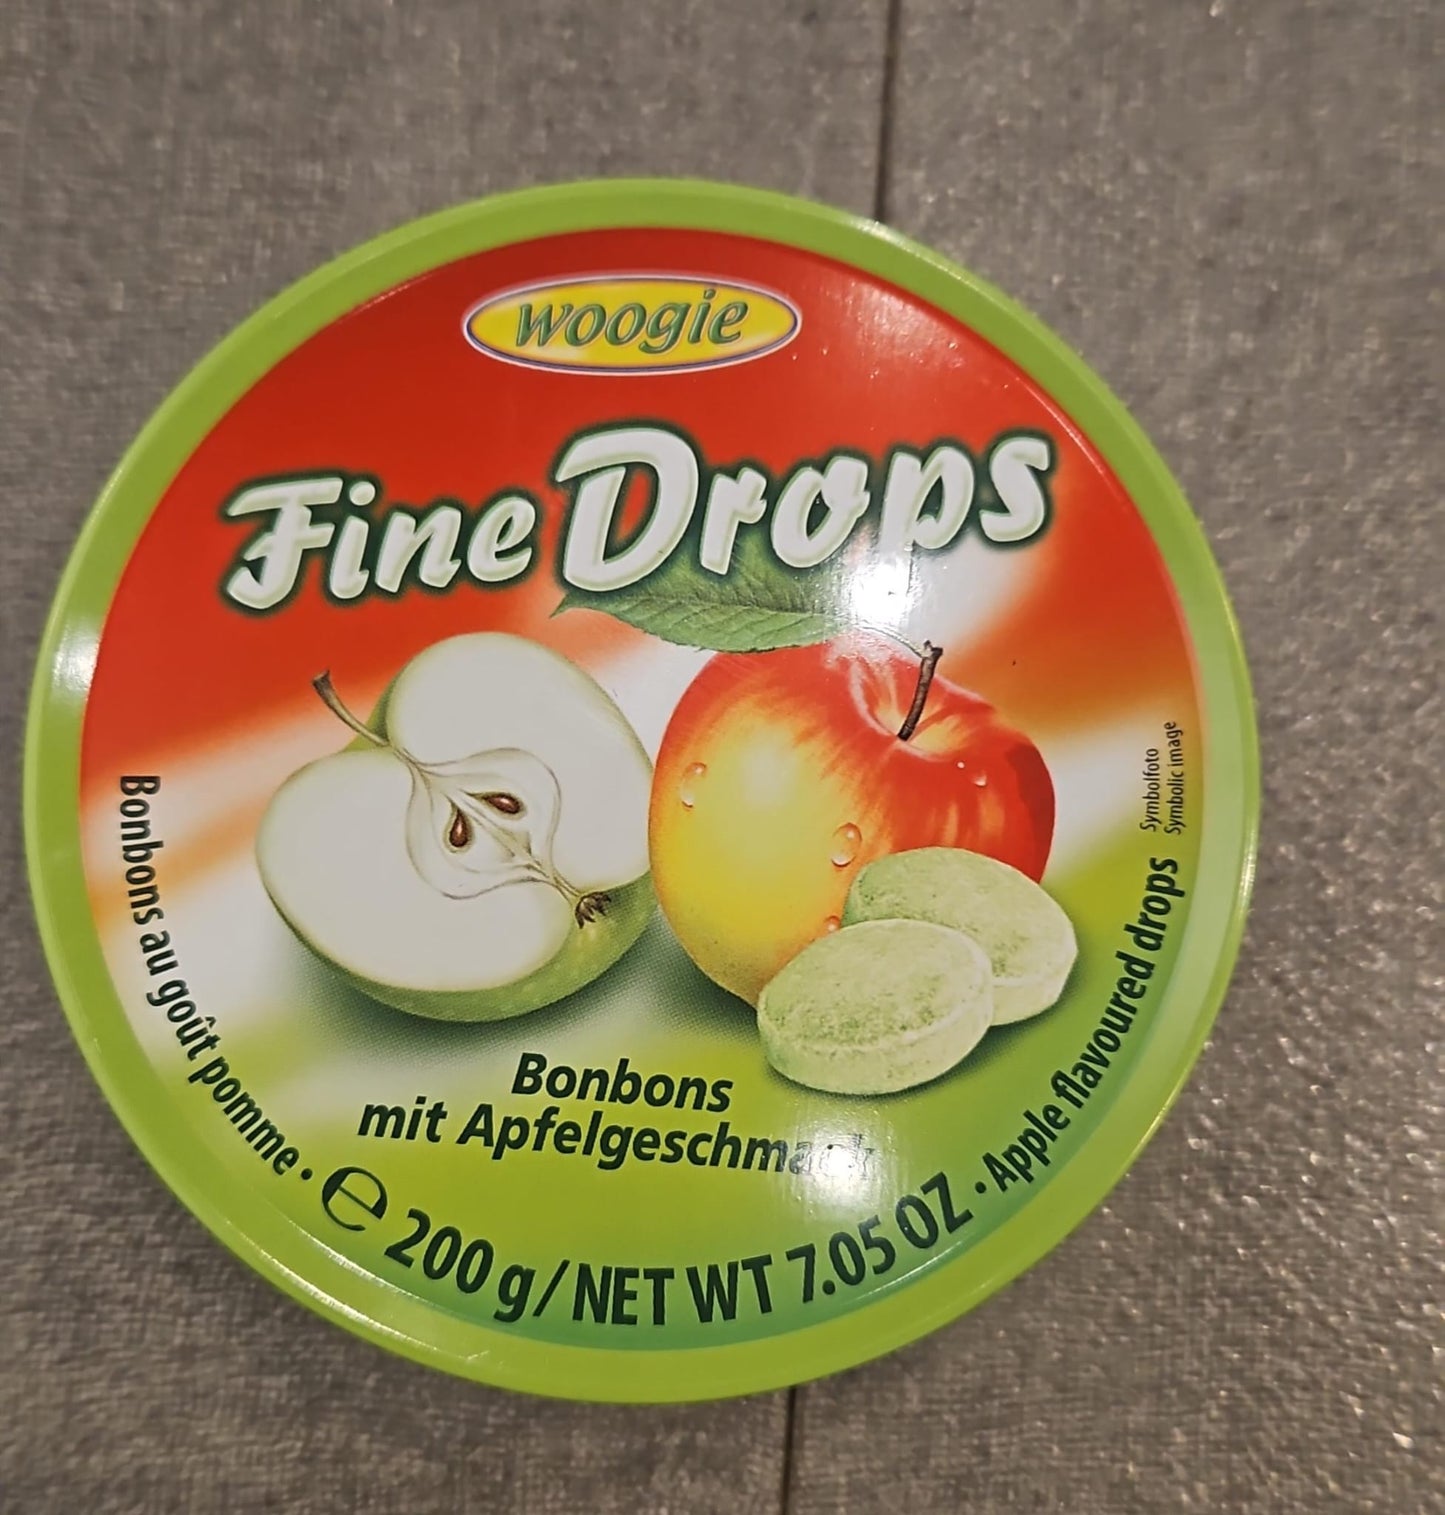 woogie
Fine Drops
Symbolfoto
Symbolic image
Bonbons
mit Apfelgeschmack
Bonbons au goût pomme · ℮ 200 g/NET WT 7.05 OZ · Apple flavoured drops